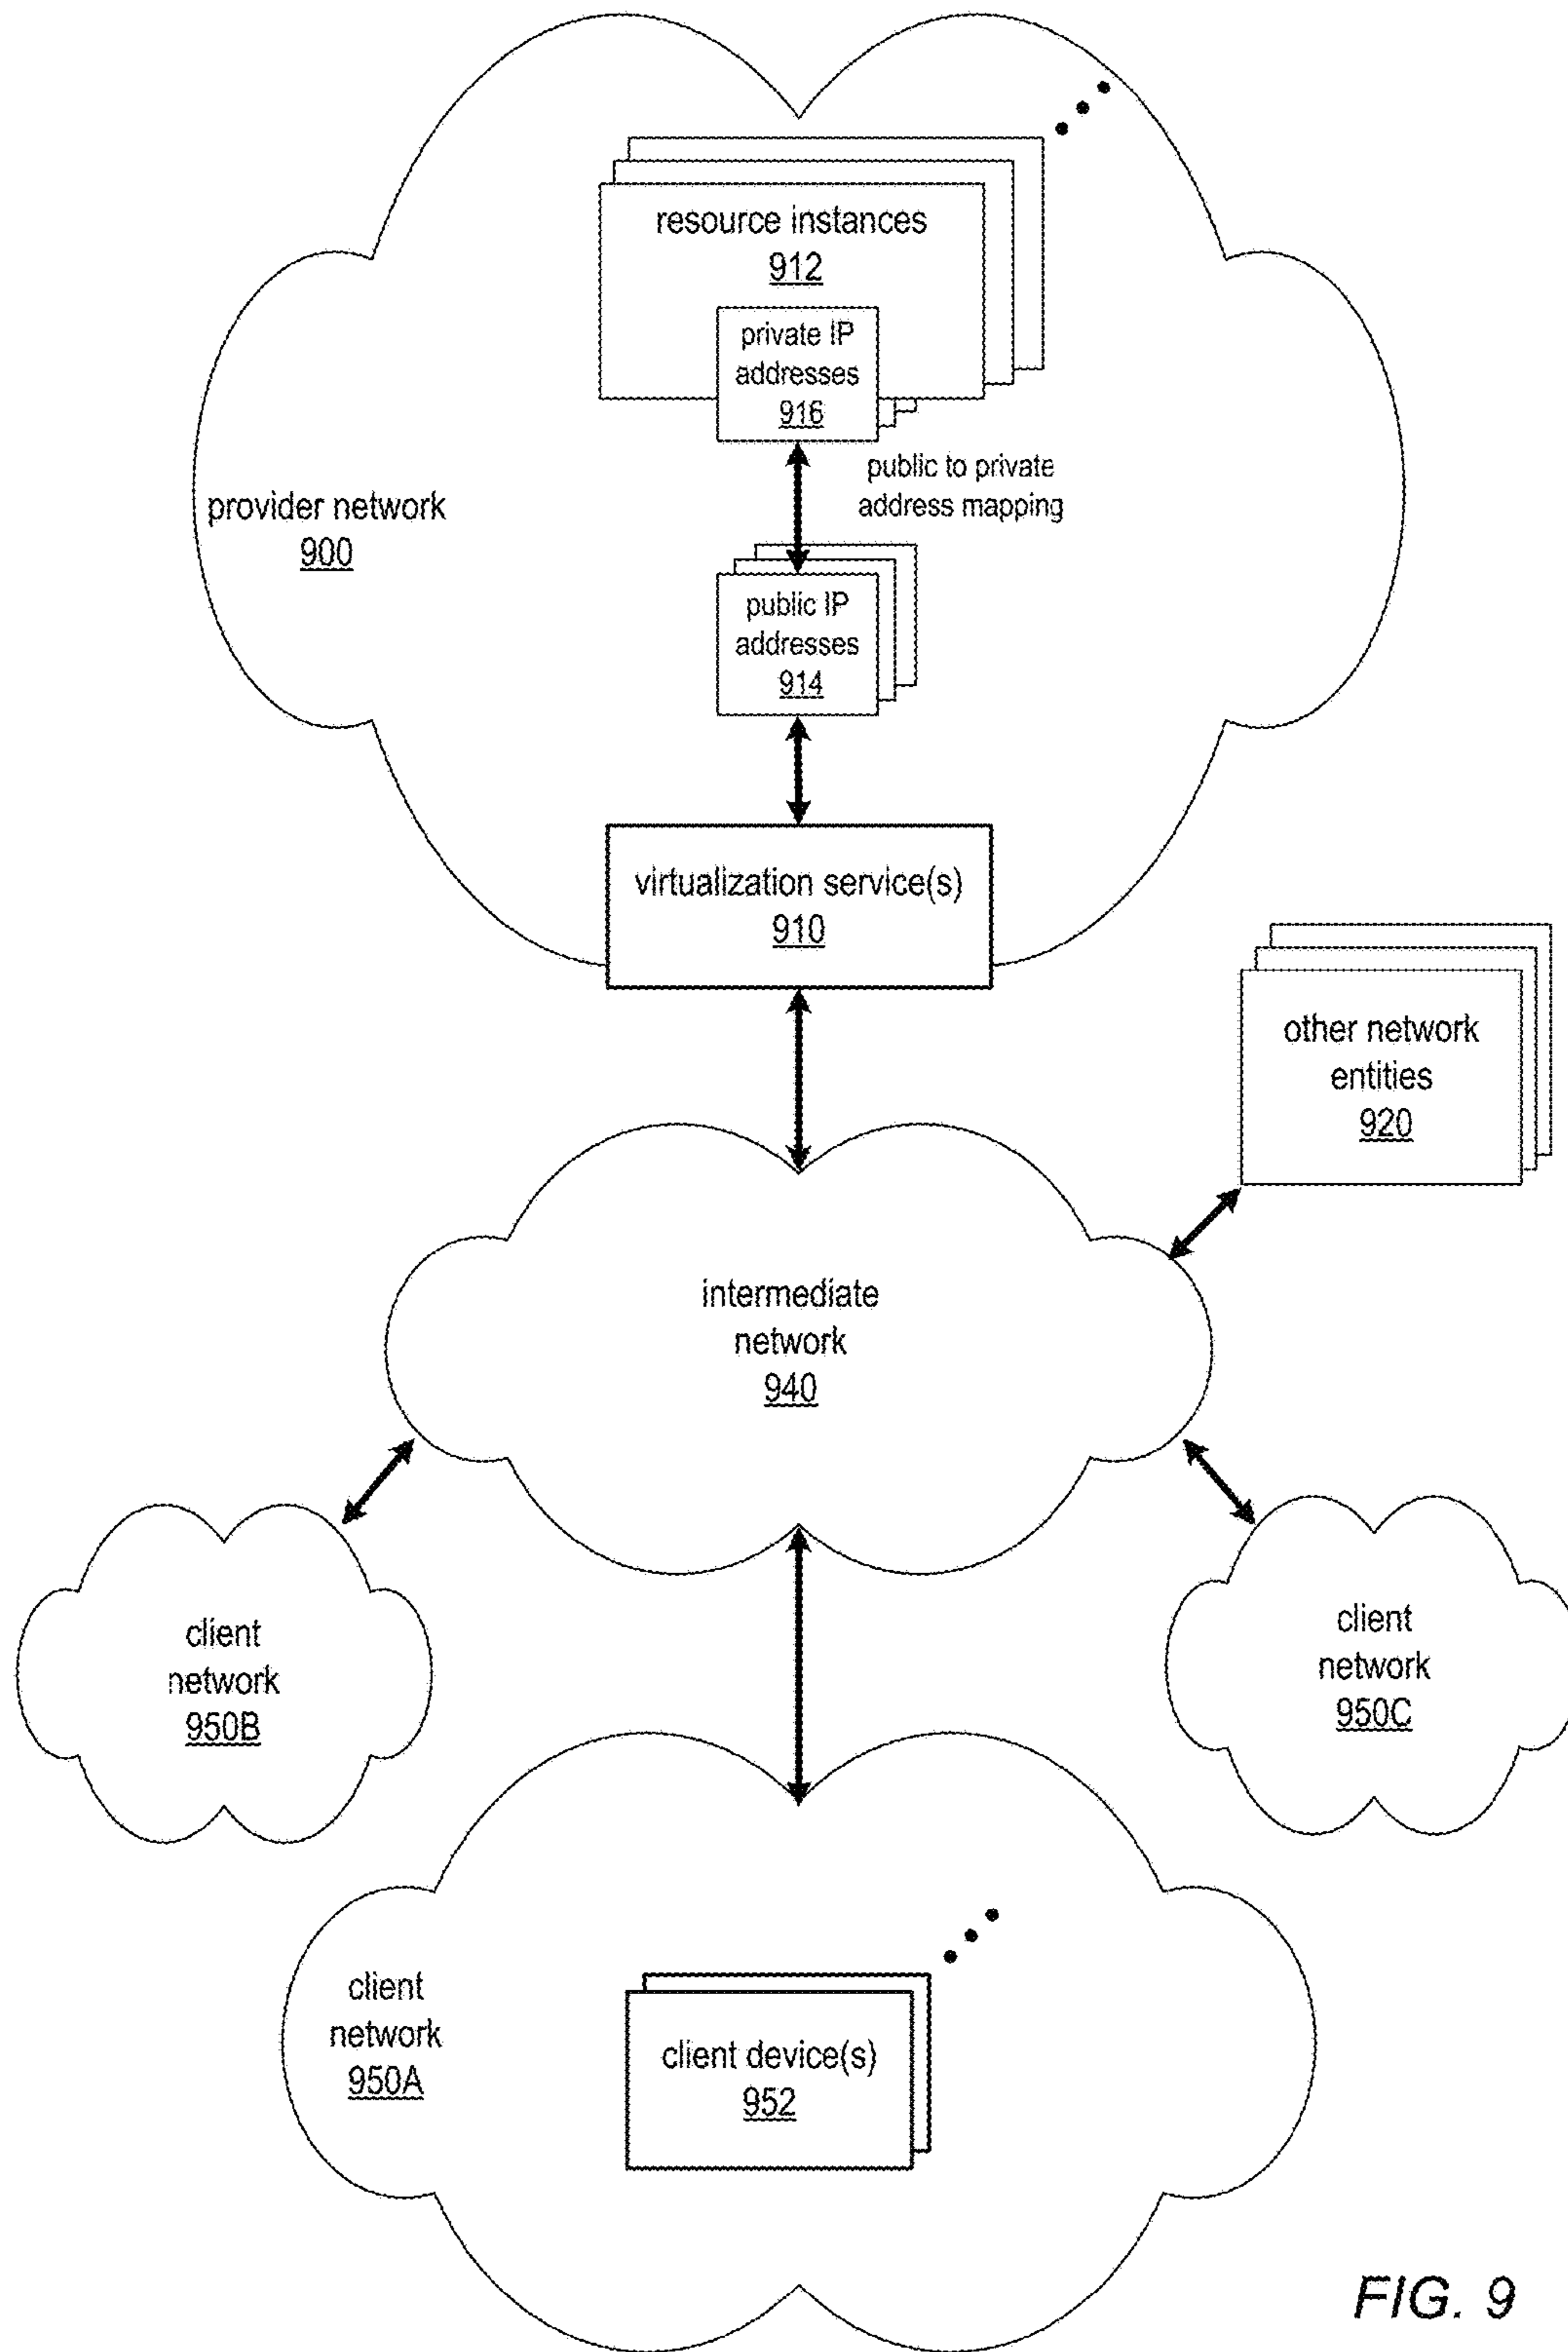 resource instances
912
private IP
addresses
916
public to private
address mapping
provider network
900
public IP
addresses
914
virtualization service(s)
910
other network
entities
920
intermediate
network
940
client
network
950B
client
network
950C
client
network
950A
client device(s)
952
FIG. 9